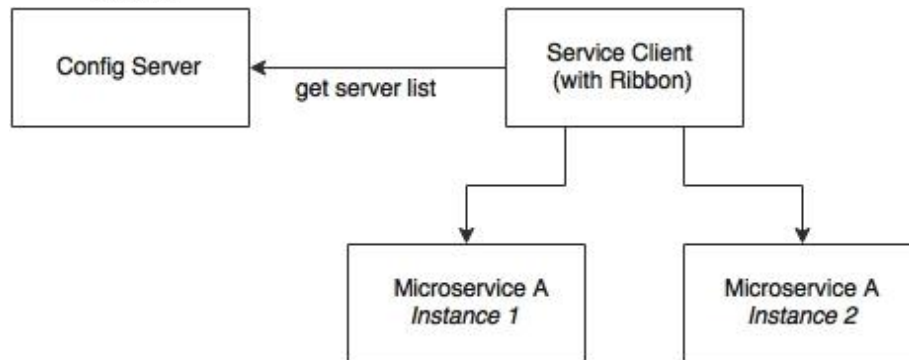 Config Server
Service Client
(with Ribbon)
get server list
Microservice A
Instance 1
Microservice A
Instance 2